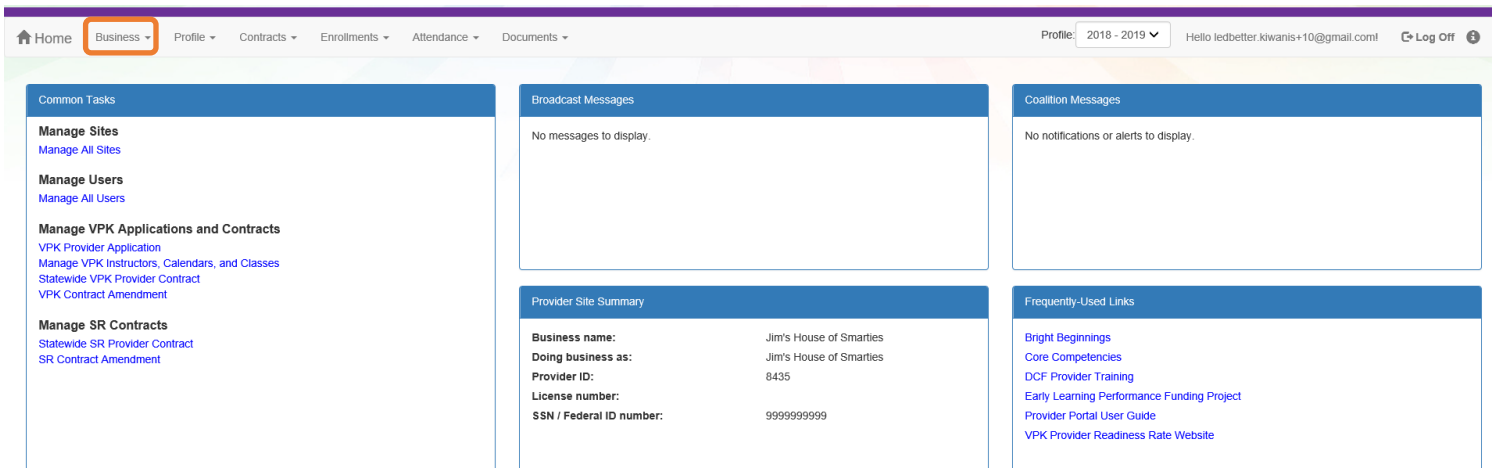 Home Business Profile Contracts Enrollments Attendance Documents Profile: 2018 - 2019 Hello ledbetter.kiwanis+10@gmail.com! Log Off
Common Tasks
Manage Sites
Manage All Sites
Manage Users
Manage All Users
Manage VPK Applications and Contracts
VPK Provider Application
Manage VPK Instructors, Calendars, and Classes
Statewide VPK Provider Contract
VPK Contract Amendment
Manage SR Contracts
Statewide SR Provider Contract
SR Contract Amendment
Broadcast Messages
No messages to display.
Coalition Messages
No notifications or alerts to display.
Provider Site Summary
Business name: Jim's House of Smarties
Doing business as: Jim's House of Smarties
Provider ID: 8435
License number:
SSN / Federal ID number: 9999999999
Frequently-Used Links
Bright Beginnings
Core Competencies
DCF Provider Training
Early Learning Performance Funding Project
Provider Portal User Guide
VPK Provider Readiness Rate Website